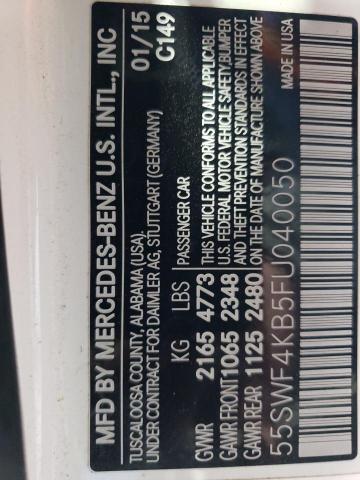 MFD BY MERCEDES-BENZ U.S. INTL., INC
TUSCALOOSA COUNTY, ALABAMA (USA) 01/15
UNDER CONTRACT FOR DAIMLER AG, STUTTGART (GERMANY) C149
KG LBS PASSENGER CAR
GVWR 2165 4773 THIS VEHICLE CONFORMS TO ALL APPLICABLE
GAWR FRONT 1065 2348 U.S. FEDERAL MOTOR VEHICLE SAFETY, BUMPER
GAWR REAR 1125 2480 AND THEFT PREVENTION STANDARDS IN EFFECT
ON THE DATE OF MANUFACTURE SHOWN ABOVE
55SWF4KB5FU040050
MADE IN USA